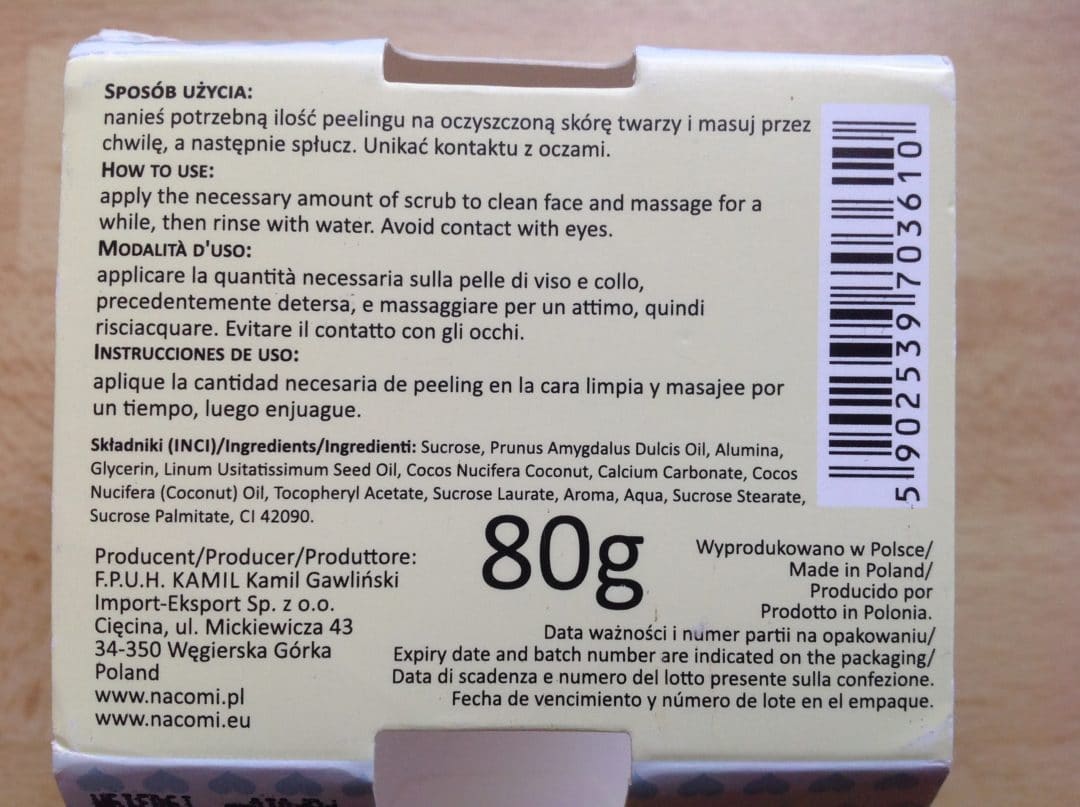 SPOSÓB UŻYCIA:
nanieś potrzebną ilość peelingu na oczyszczoną skórę twarzy i masuj przez
chwilę, a następnie spłucz. Unikać kontaktu z oczami.
HOW TO USE:
apply the necessary amount of scrub to clean face and massage for a
while, then rinse with water. Avoid contact with eyes.
MODALITÀ D'USO:
applicare la quantità necessaria sulla pelle di viso e collo,
precedentemente detersa, e massaggiare per un attimo, quindi
risciacquare. Evitare il contatto con gli occhi.
INSTRUCCIONES DE USO:
aplique la cantidad necesaria de peeling en la cara limpia y masajee por
un tiempo, luego enjuague.
Składniki (INCI)/Ingredients/Ingredienti: Sucrose, Prunus Amygdalus Dulcis Oil, Alumina,
Glycerin, Linum Usitatissimum Seed Oil, Cocos Nucifera Coconut, Calcium Carbonate, Cocos
Nucifera (Coconut) Oil, Tocopheryl Acetate, Sucrose Laurate, Aroma, Aqua, Sucrose Stearate,
Sucrose Palmitate, CI 42090.
5 902539 703610
80g
Producent/Producer/Produttore:
F.P.U.H. KAMIL Kamil Gawliński
Import-Eksport Sp. z o.o.
Cięcina, ul. Mickiewicza 43
34-350 Węgierska Górka
Poland
www.nacomi.pl
www.nacomi.eu
Wyprodukowano w Polsce/
Made in Poland/
Producido por
Prodotto in Polonia.
Data ważności i numer partii na opakowaniu/
Expiry date and batch number are indicated on the packaging/
Data di scadenza e numero del lotto presente sulla confezione.
Fecha de vencimiento y número de lote en el empaque.